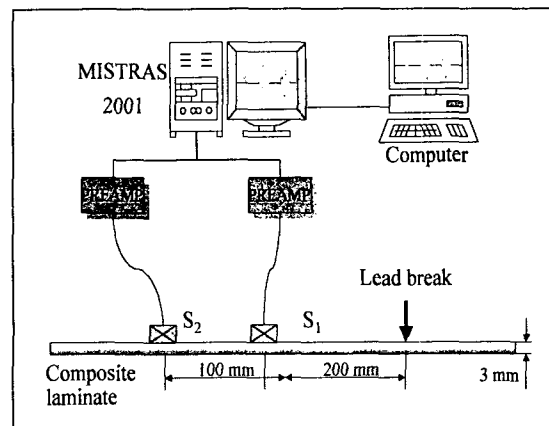 MISTRAS
2001
Computer
PREAMP
PREAMP
Lead break
S₂
S₁
Composite
laminate
100 mm
200 mm
3 mm